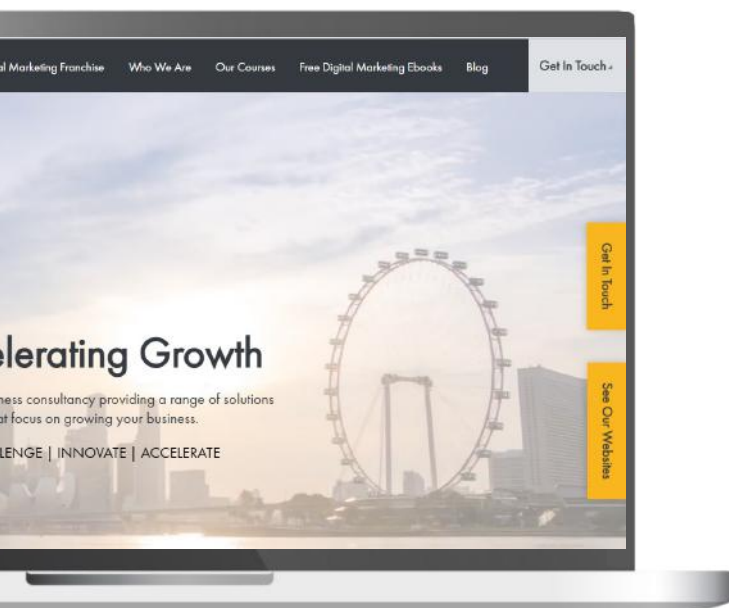 al Marketing Franchise Who We Are Our Courses Free Digital Marketing Ebooks Blog Get In Touch
Get In Touch
elerating Growth
ness consultancy providing a range of solutions
at focus on growing your business.
See Our Websites
LENGE | INNOVATE | ACCELERATE